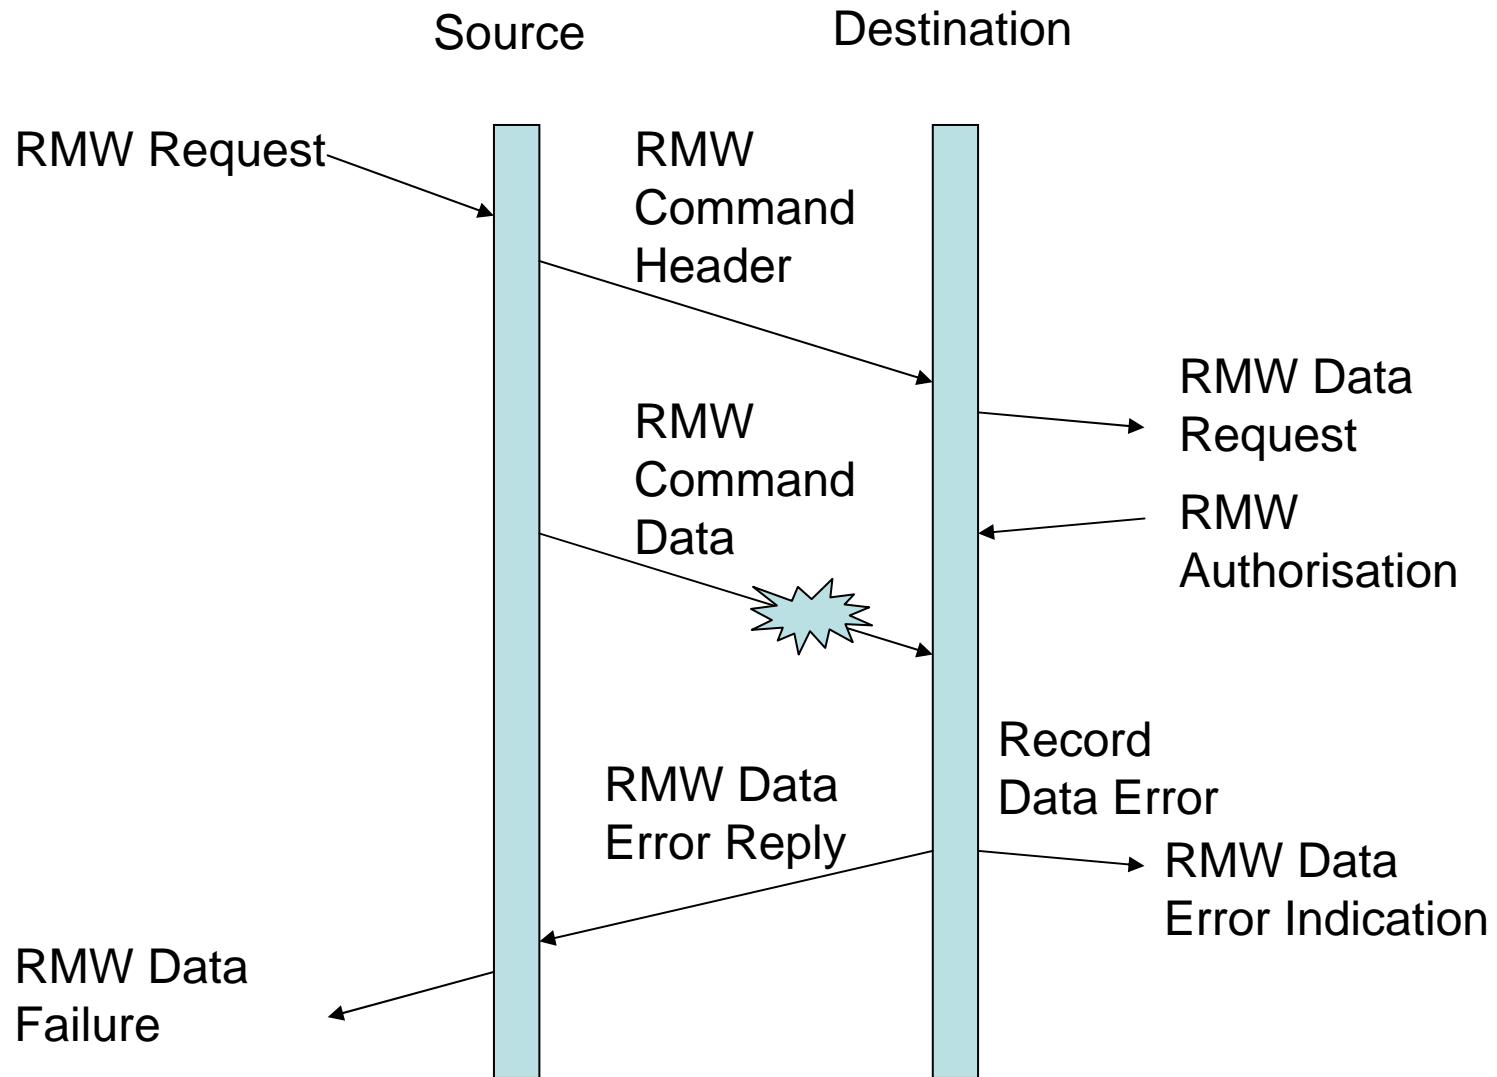 Source
Destination
RMW Request
RMW
Command
Header
RMW Data
Request
RMW
Command
Data
RMW
Authorisation
Record
Data Error
RMW Data
Error Reply
RMW Data
Error Indication
RMW Data
Failure